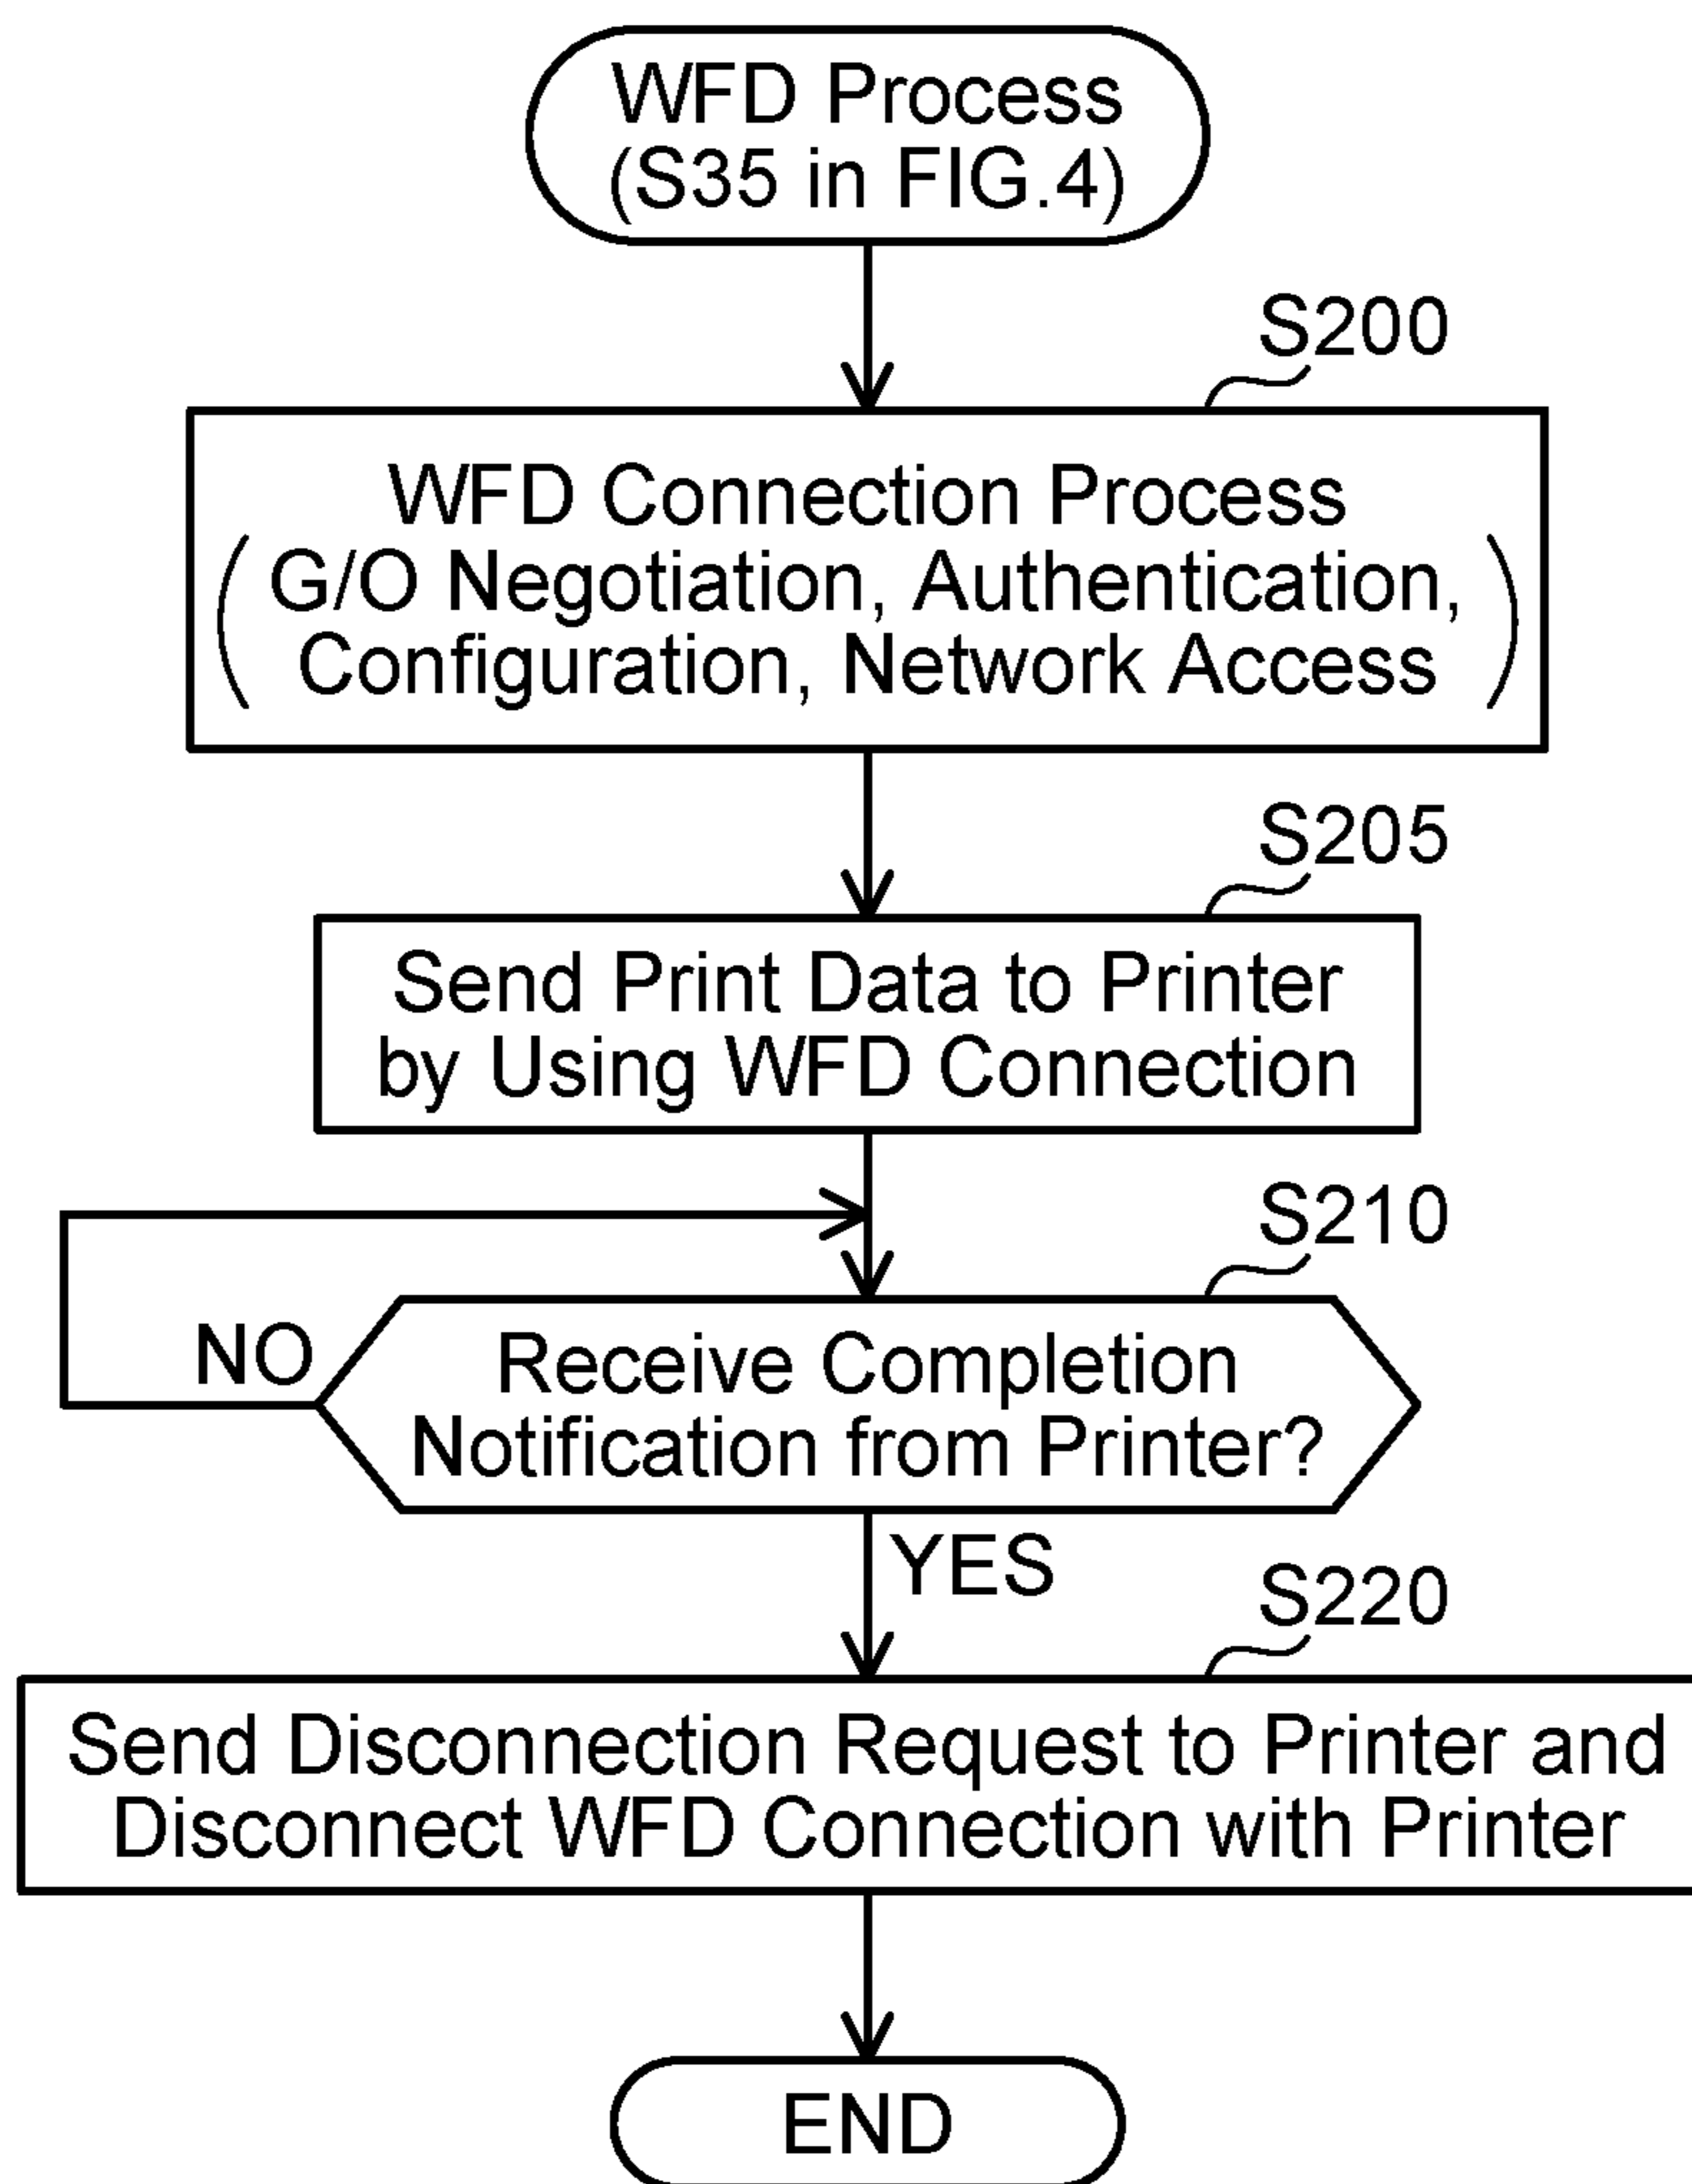 WFD Process
(S35 in FIG.4)
S200
WFD Connection Process
(G/O Negotiation, Authentication,
Configuration, Network Access)
S205
Send Print Data to Printer
by Using WFD Connection
S210
NO
Receive Completion
Notification from Printer?
YES
S220
Send Disconnection Request to Printer and
Disconnect WFD Connection with Printer
END